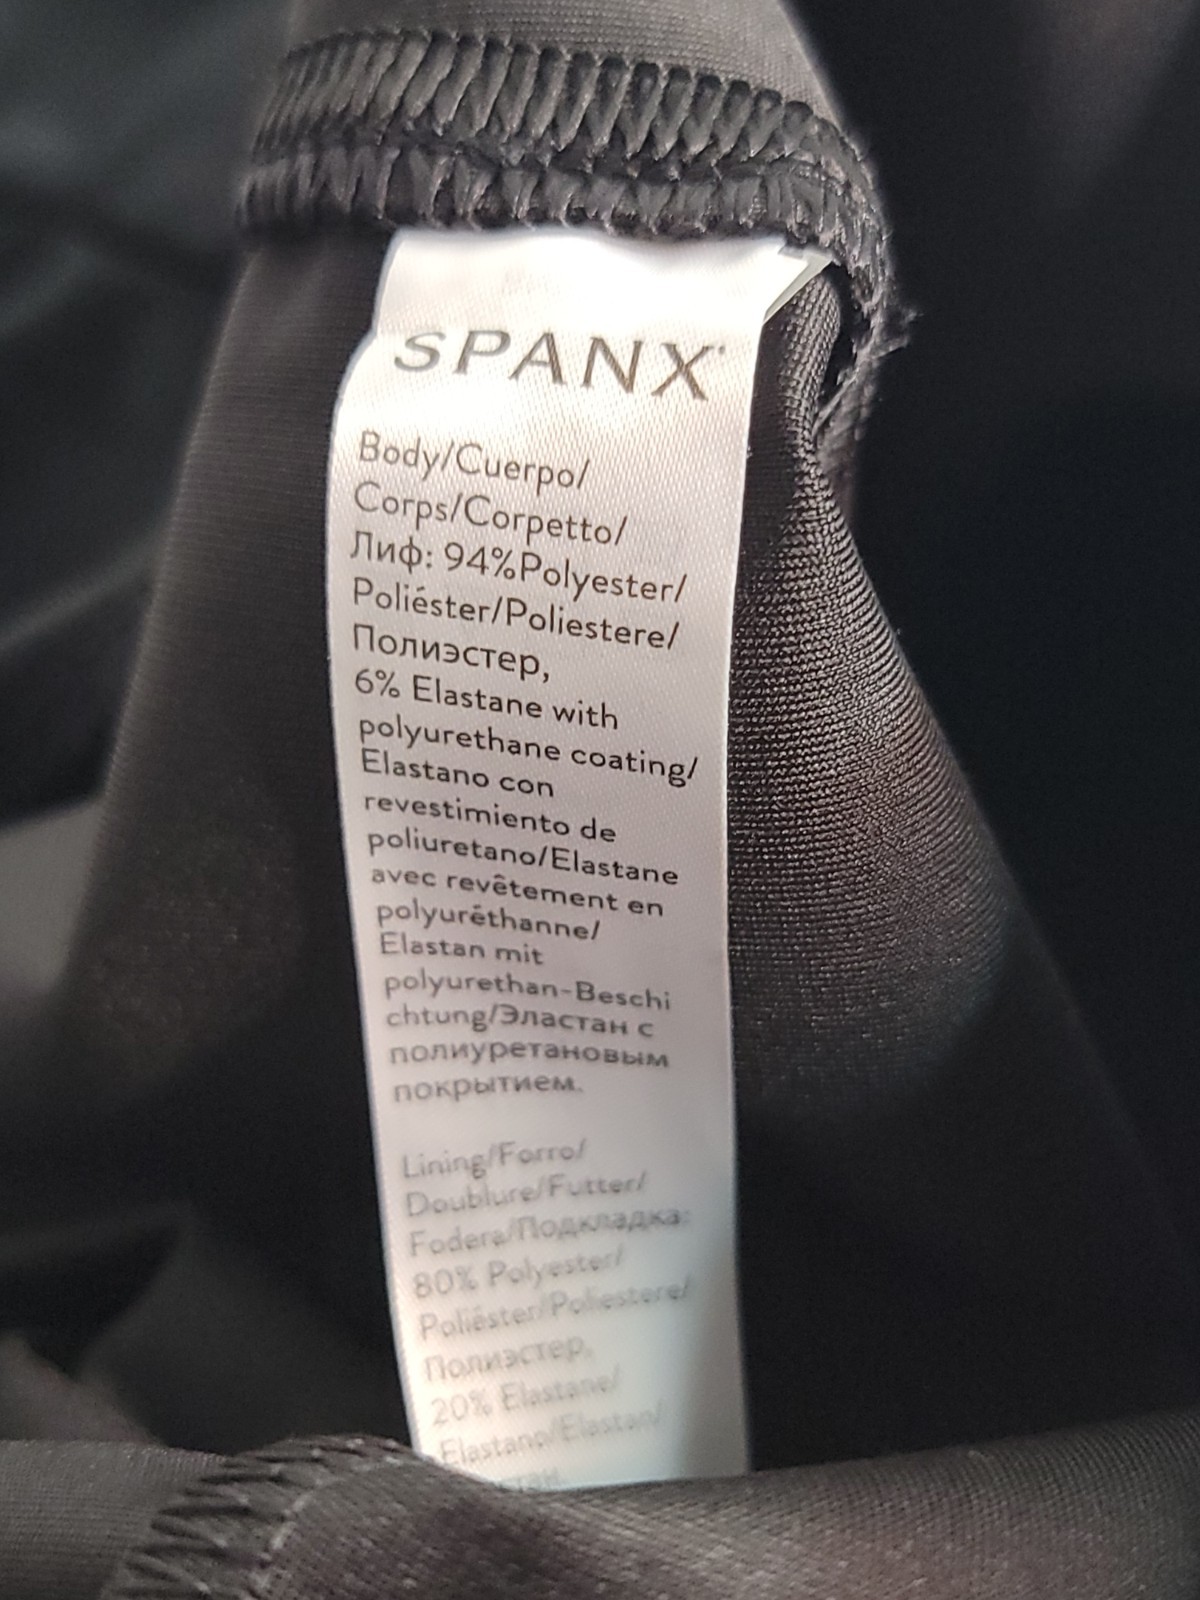 SPANX
Body/Cuerpo/
Corps/Corpetto/
Лиф: 94%Polyester/
Poliéster/Poliestere/
Полиэстер,
6% Elastane with
polyurethane coating/
Elastano con
revestimiento de
poliuretano/Elastane
avec revêtement en
polyuréthanne/
Elastan mit
polyurethan-Beschi
chtung/Эластан с
полиуретановым
покрытием.
Lining/Forro/
Doublure/Futter/
Fodera/Подкладка:
80% Polyester/
Poliéster/Poliestere/
Полиэстер,
20% Elastane/
Elastano/Elastan/